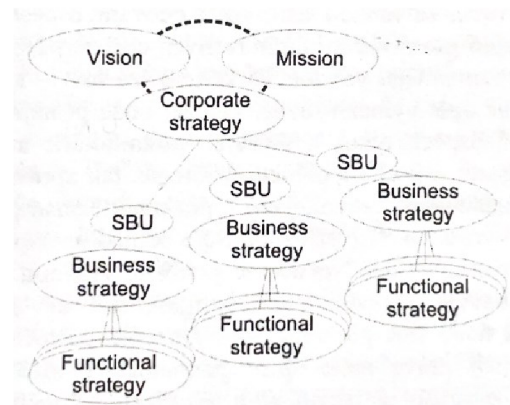 Vision
Mission
Corporate
strategy
SBU
SBU
SBU
Business
strategy
Business
strategy
Business
strategy
Functional
strategy
Functional
strategy
Functional
strategy